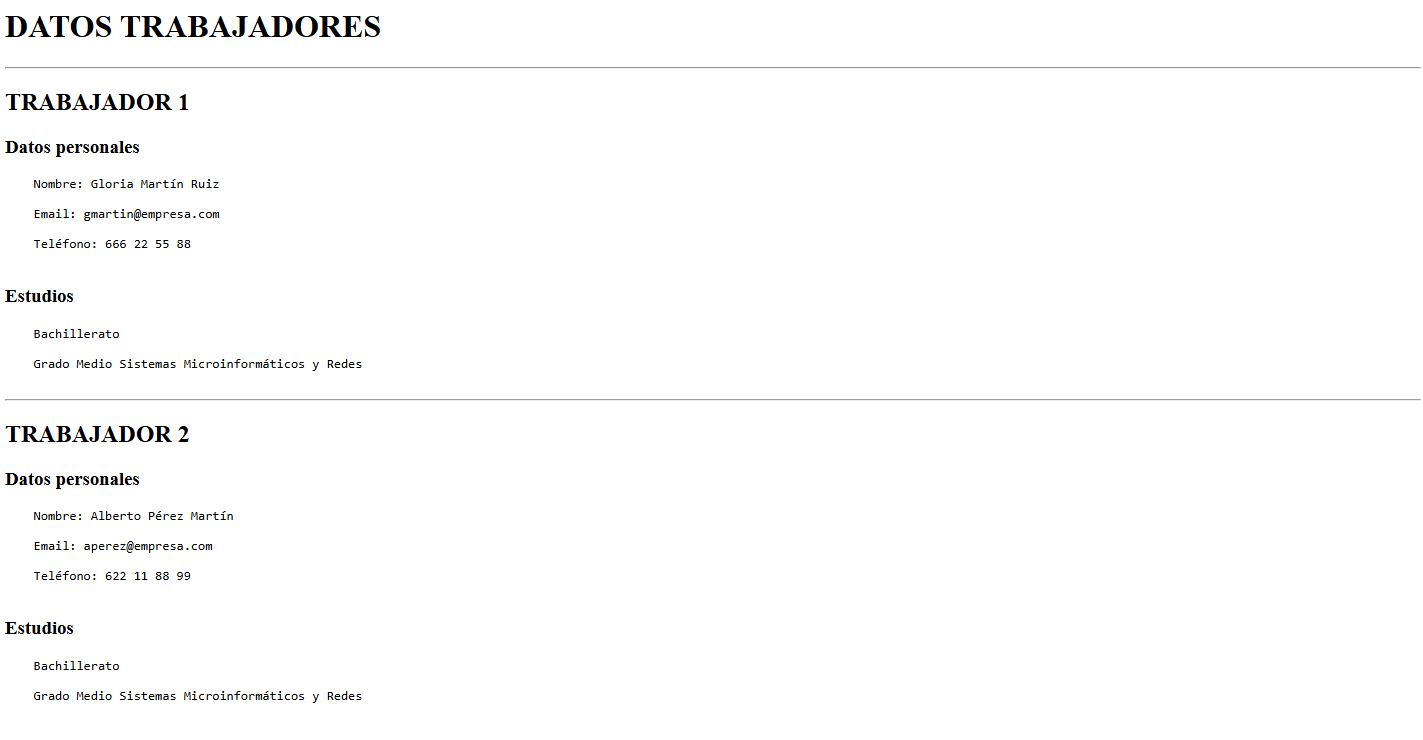 DATOS TRABAJADORES
TRABAJADOR 1
Datos personales
Nombre: Gloria Martín Ruiz
Email: gmartin@empresa.com
Teléfono: 666 22 55 88
Estudios
Bachillerato
Grado Medio Sistemas Microinformáticos y Redes
TRABAJADOR 2
Datos personales
Nombre: Alberto Pérez Martín
Email: aperez@empresa.com
Teléfono: 622 11 88 99
Estudios
Bachillerato
Grado Medio Sistemas Microinformáticos y Redes